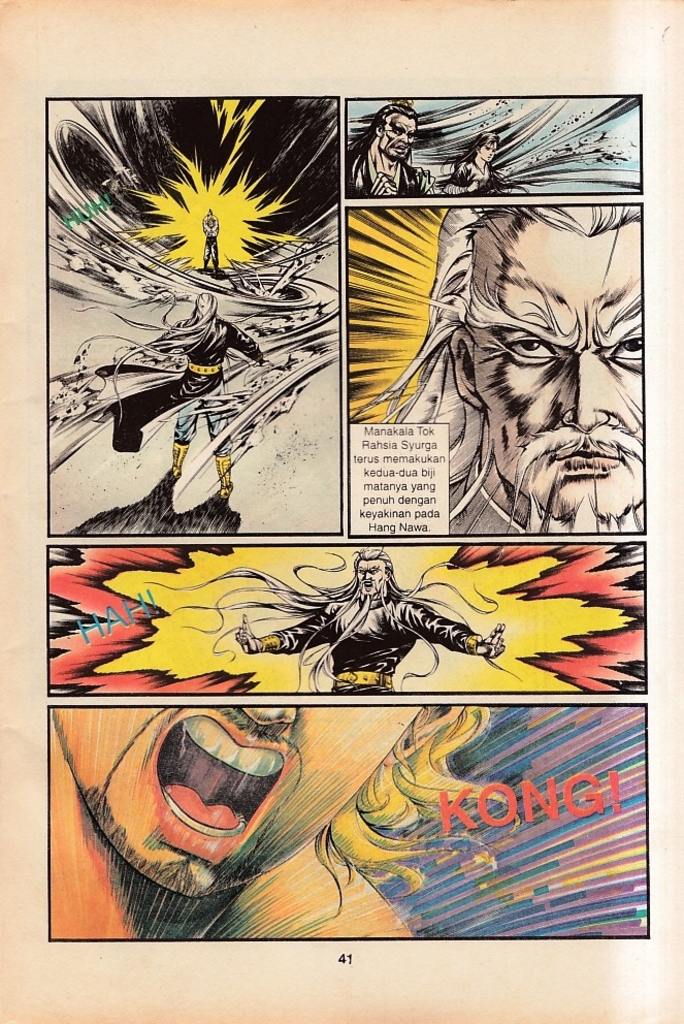 HUH!
Manakala Tok
Rahsia Syurga
terus memakukan
kedua-dua biji
matanya yang
penuh dengan
keyakinan pada
Hang Nawa.
HAH!
KONG!
41